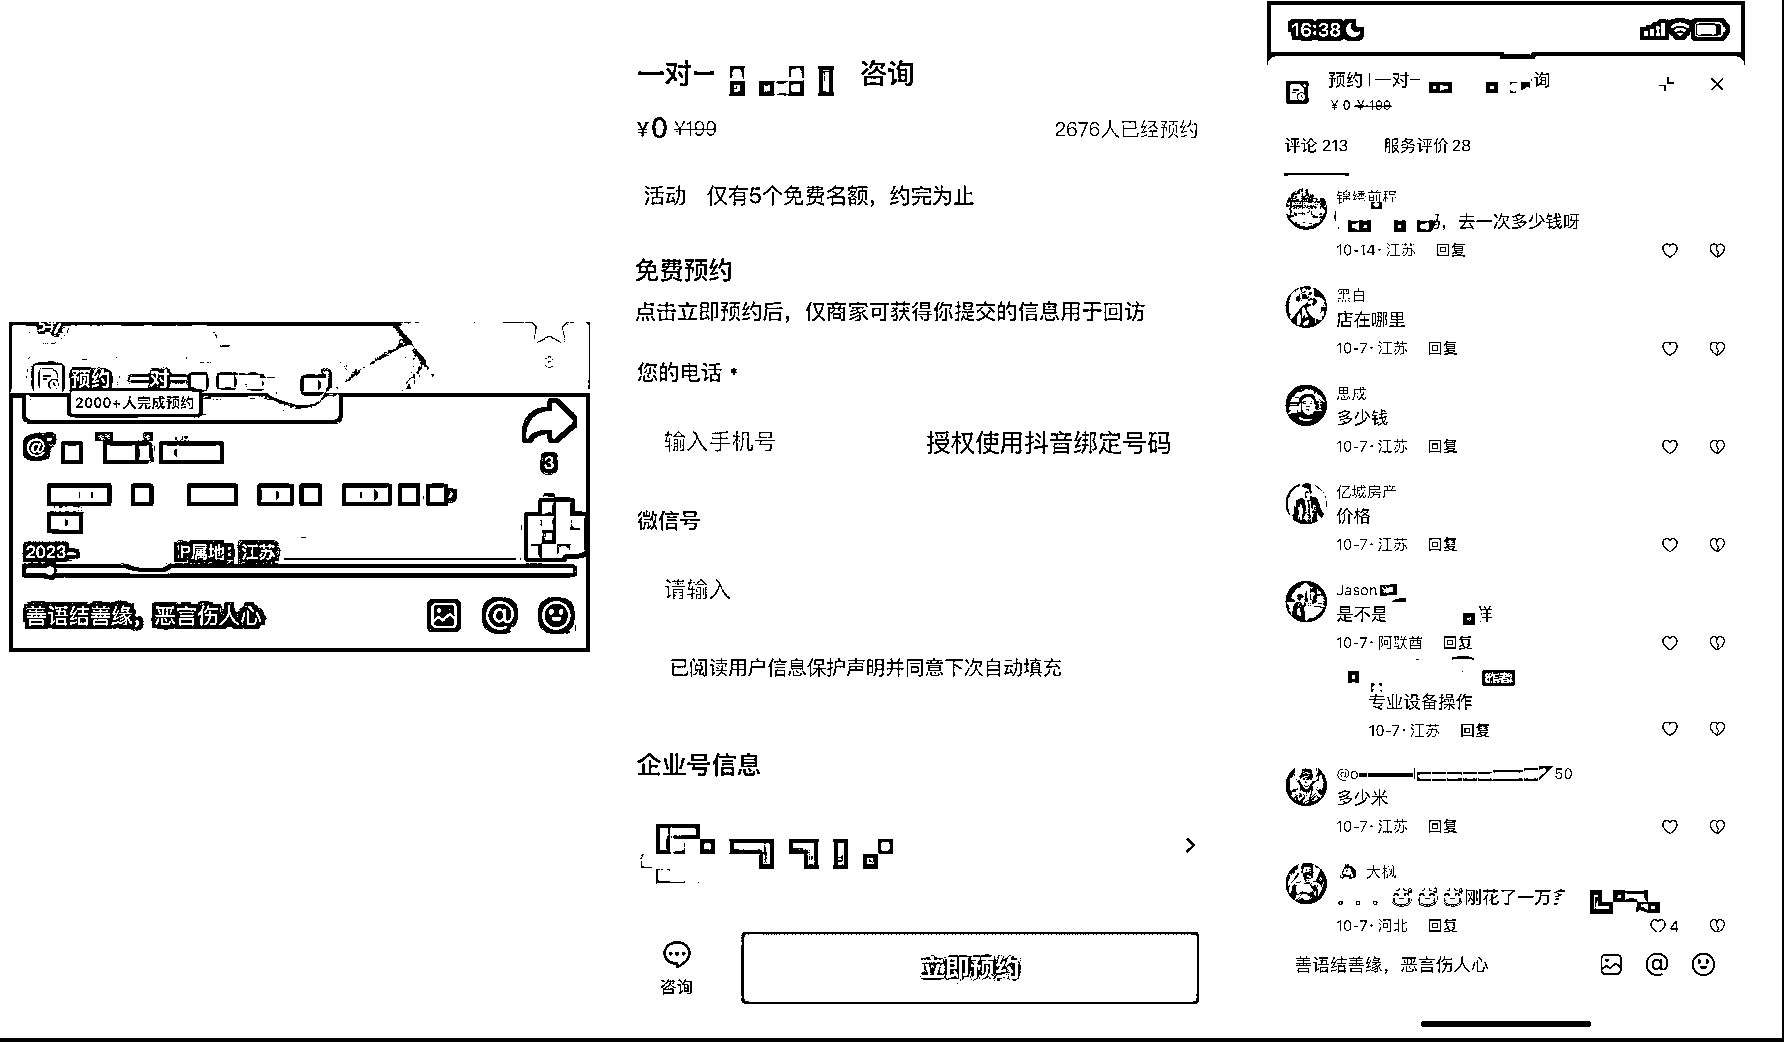 预约 一对一
2000+人完成预约
@
3
2023-
IP属地：江苏
善语结善缘，恶言伤人心
一对一 咨询
¥0 ¥199
2676人已经预约
活动 仅有5个免费名额，约完为止
免费预约
点击立即预约后，仅商家可获得你提交的信息用于回访
您的电话 *
输入手机号
授权使用抖音绑定号码
微信号
请输入
已阅读用户信息保护声明并同意下次自动填充
企业号信息
咨询
立即预约
16:38
预约 | 一对一 询
¥ 0 ¥199
评论 213 服务评价 28
锦绣前程
，去一次多少钱呀
10-14 · 江苏 回复
黑白
店在哪里
10-7 · 江苏 回复
思成
多少钱
10-7 · 江苏 回复
亿城房产
价格
10-7 · 江苏 回复
Jason
是不是
10-7 · 阿联酋 回复
作者
专业设备操作
10-7 · 江苏 回复
@o 50
多少米
10-7 · 江苏 回复
大枫
。。。😂😂😂刚花了一万多
10-7 · 河北 回复
4
善语结善缘，恶言伤人心